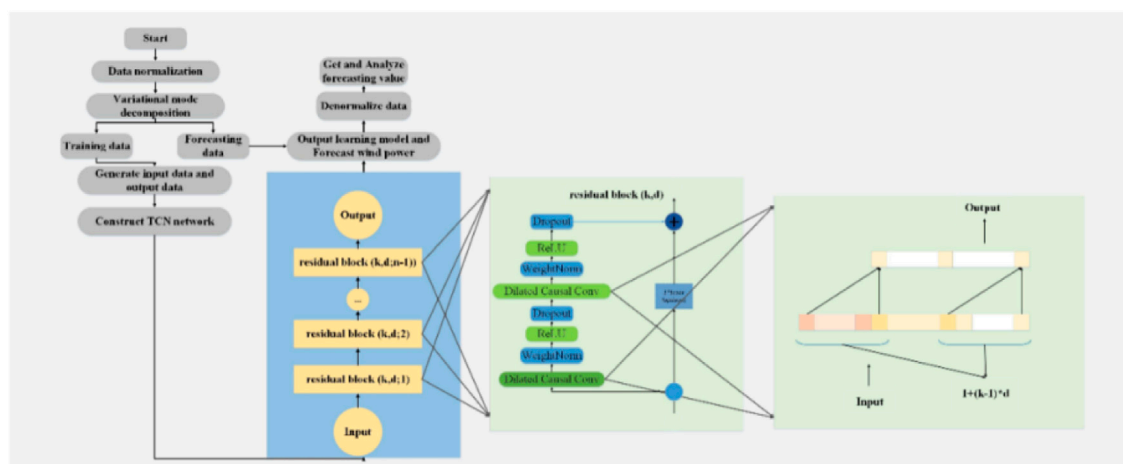 Start
Data normalization
Variational mode
decomposition
Training data
Forecasting
data
Generate input data and
output data
Construct TCN network
Get and Analyze
forecasting value
Denormalize data
Output learning model and
Forecast wind power
Output
residual block (k,d;n-1))
...
residual block (k,d;2)
residual block (k,d;1)
Input
residual block (k,d)
Dropout
+
ReLU
WeightNorm
Dilated Causal Conv
Dropout
ReLU
WeightNorm
Dilated Causal Conv
Output
Input
1+(k-1)*d